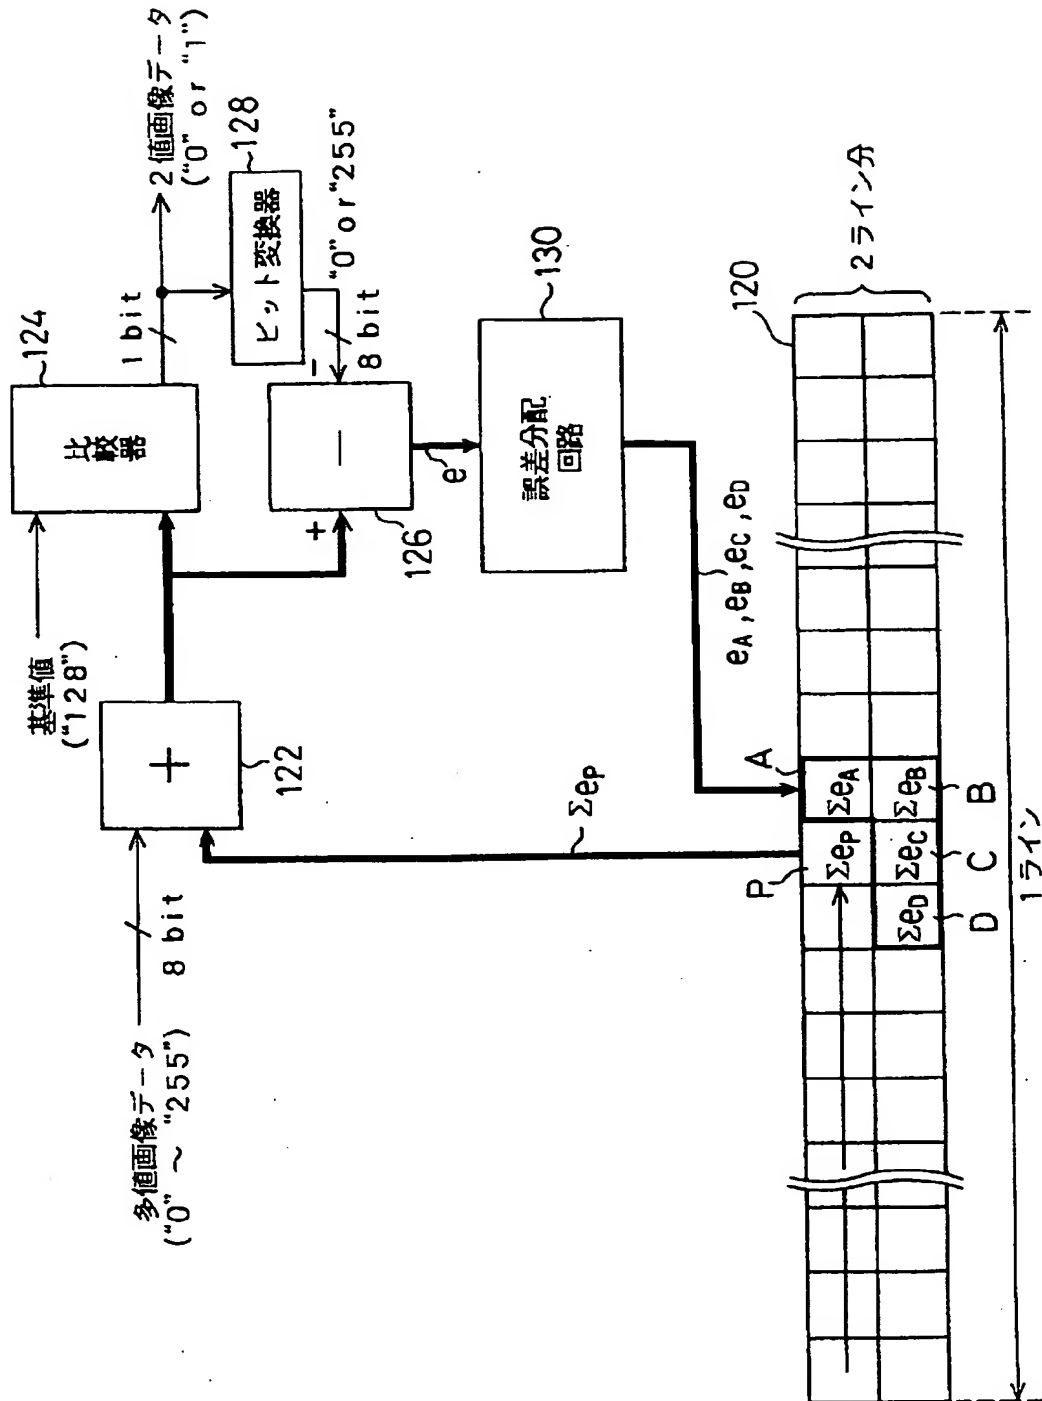 多値画像データ
("0" ~ "255")
8 bit
+
122
基準値
("128")
124
比較器
1 bit
2値画像データ
("0" or "1")
128
ビット変換器
"0" or "255"
8 bit
+
−
−
126
e
130
誤差分配
回路
eA , eB , eC , eD
ΣeP
120
2ライン分
P
A
ΣeP
ΣeA
ΣeD
ΣeC
ΣeB
D
C
B
1ライン